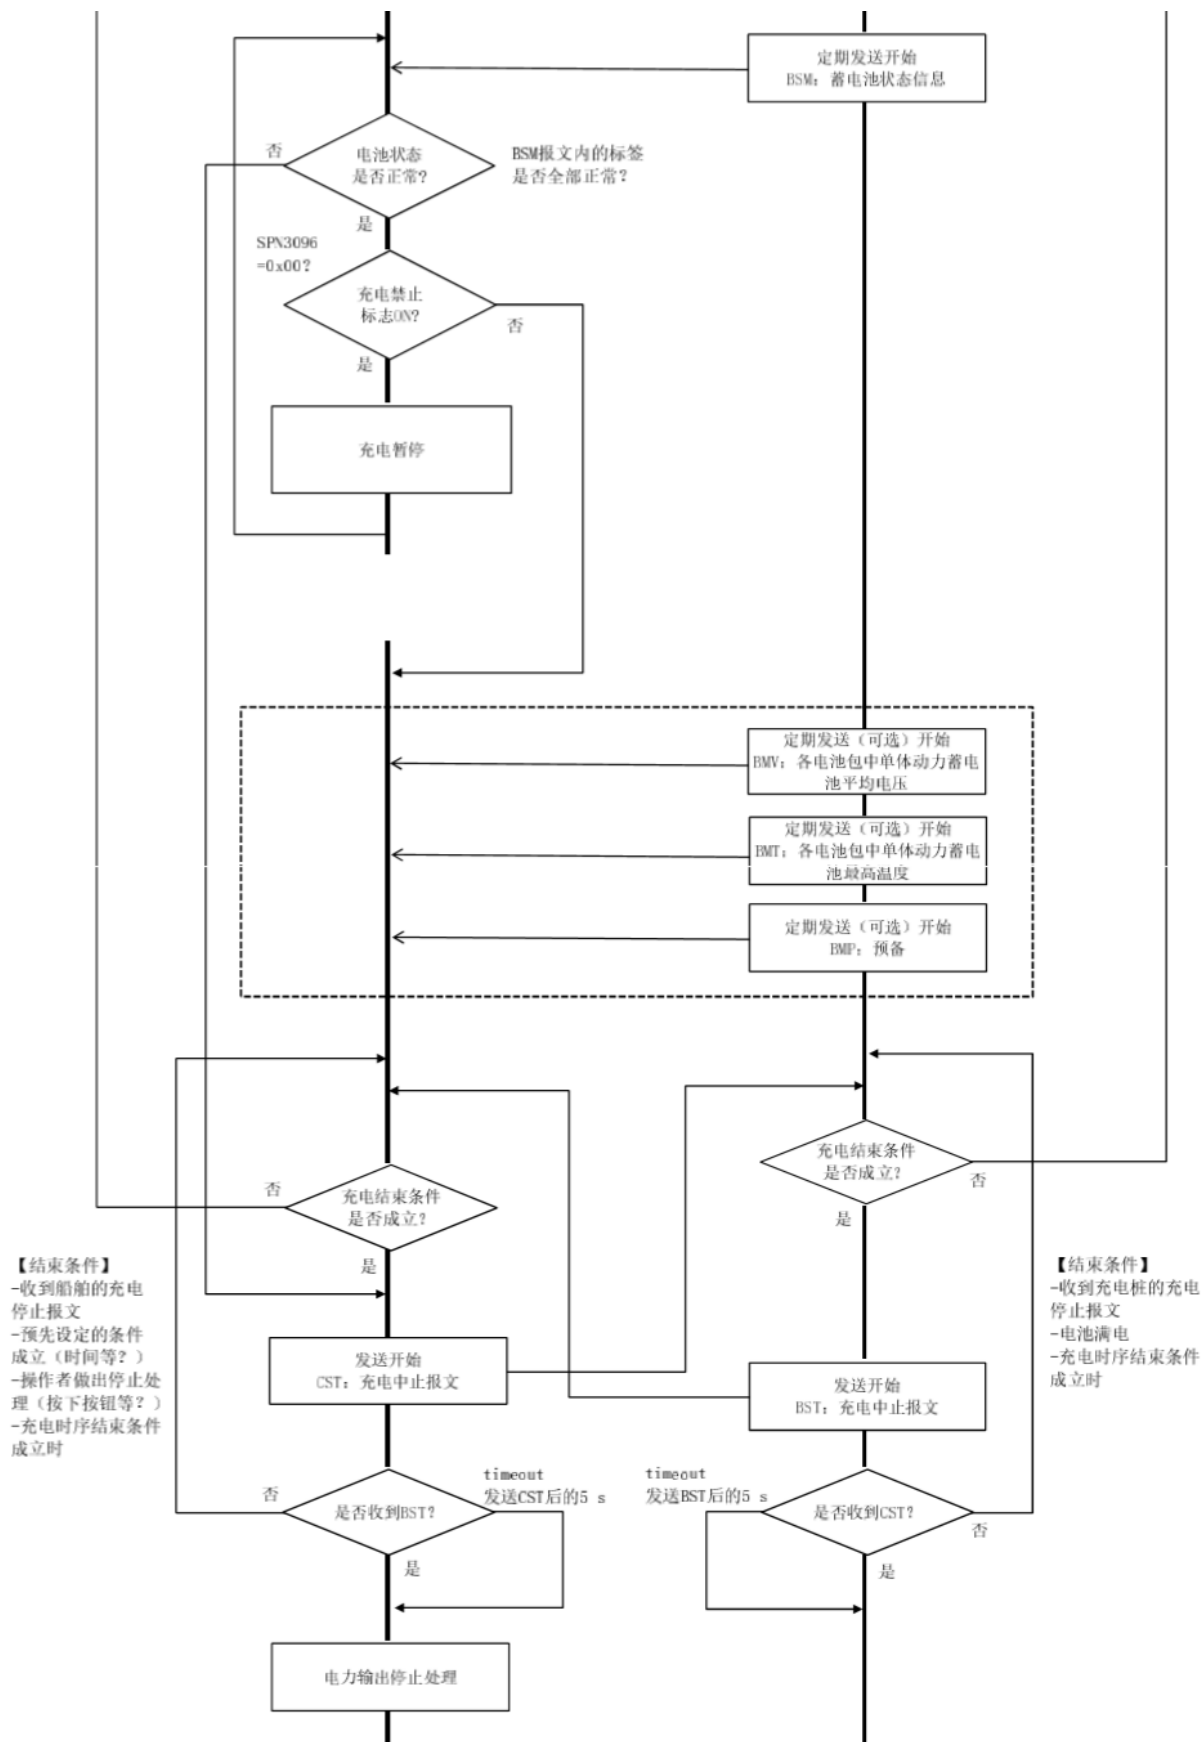 定期发送开始
BSM：蓄电池状态信息
否
电池状态
是否正常?
BSM报文内的标签
是否全部正常？
是
SPN3096
=0x00?
充电禁止
标志ON?
否
是
充电暂停
定期发送（可选）开始
BMV：各电池包中单体动力蓄电
池平均电压
定期发送（可选）开始
BMT：各电池包中单体动力蓄电
池最高温度
定期发送（可选）开始
BMP：预备
充电结束条件
是否成立？
否
是
否
充电结束条件
是否成立？
是
【结束条件】
-收到船舶的充电
停止报文
-预先设定的条件
成立（时间等？）
-操作者做出停止处
理（按下按钮等？）
-充电时序结束条件
成立时
【结束条件】
-收到充电桩的充电
停止报文
-电池满电
-充电时序结束条件
成立时
发送开始
CST：充电中止报文
发送开始
BST：充电中止报文
否
是否收到BST?
timeout
发送CST后的5 s
是
timeout
发送BST后的5 s
是否收到CST?
否
是
电力输出停止处理